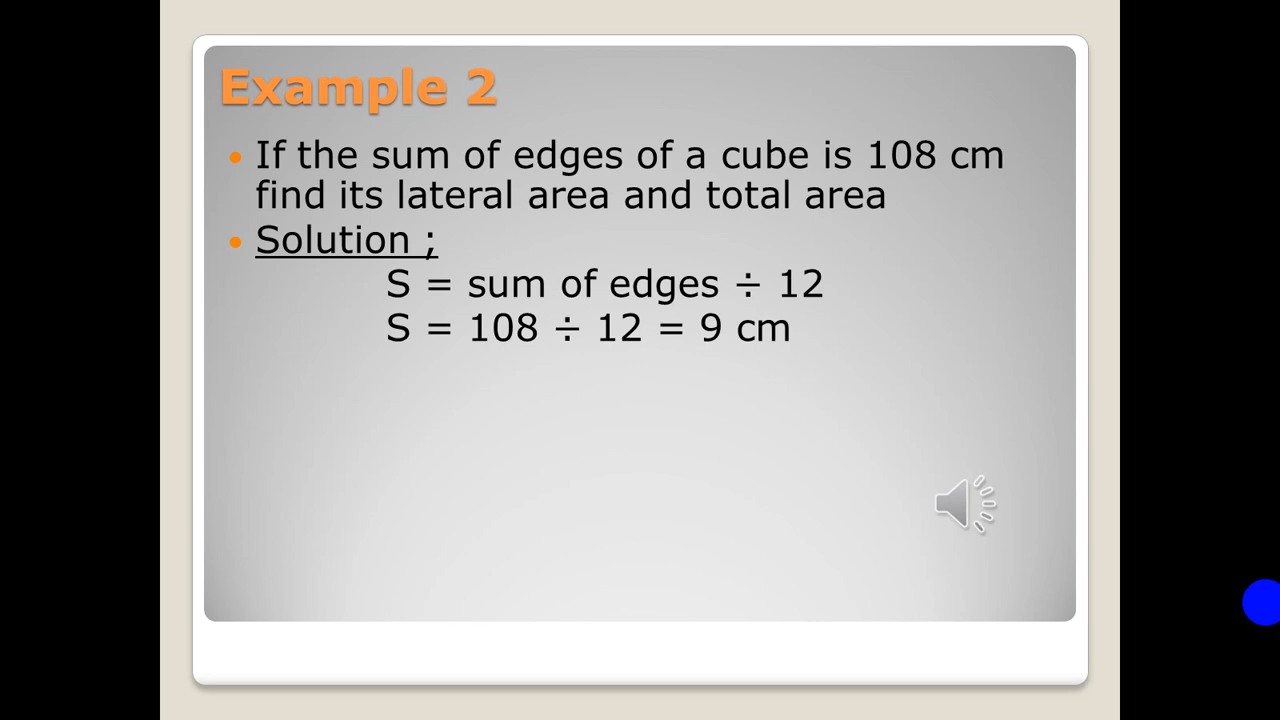 Example 2
• If the sum of edges of a cube is 108 cm
find its lateral area and total area
• Solution ;
S = sum of edges ÷ 12
S = 108 ÷ 12 = 9 cm